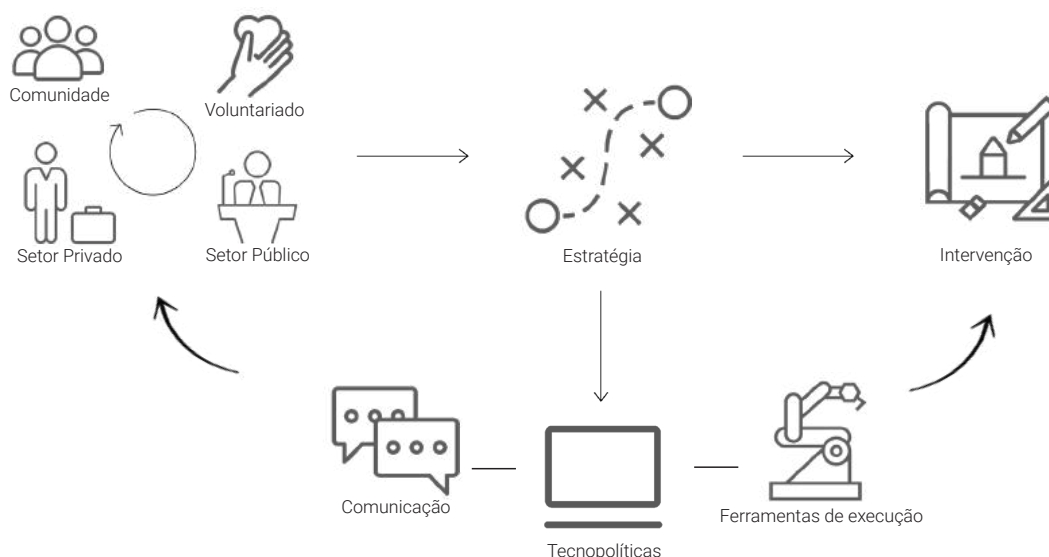 Comunidade
Voluntariado
Setor Privado
Setor Público
Estratégia
Intervenção
Comunicação
Ferramentas de execução
Tecnopolíticas